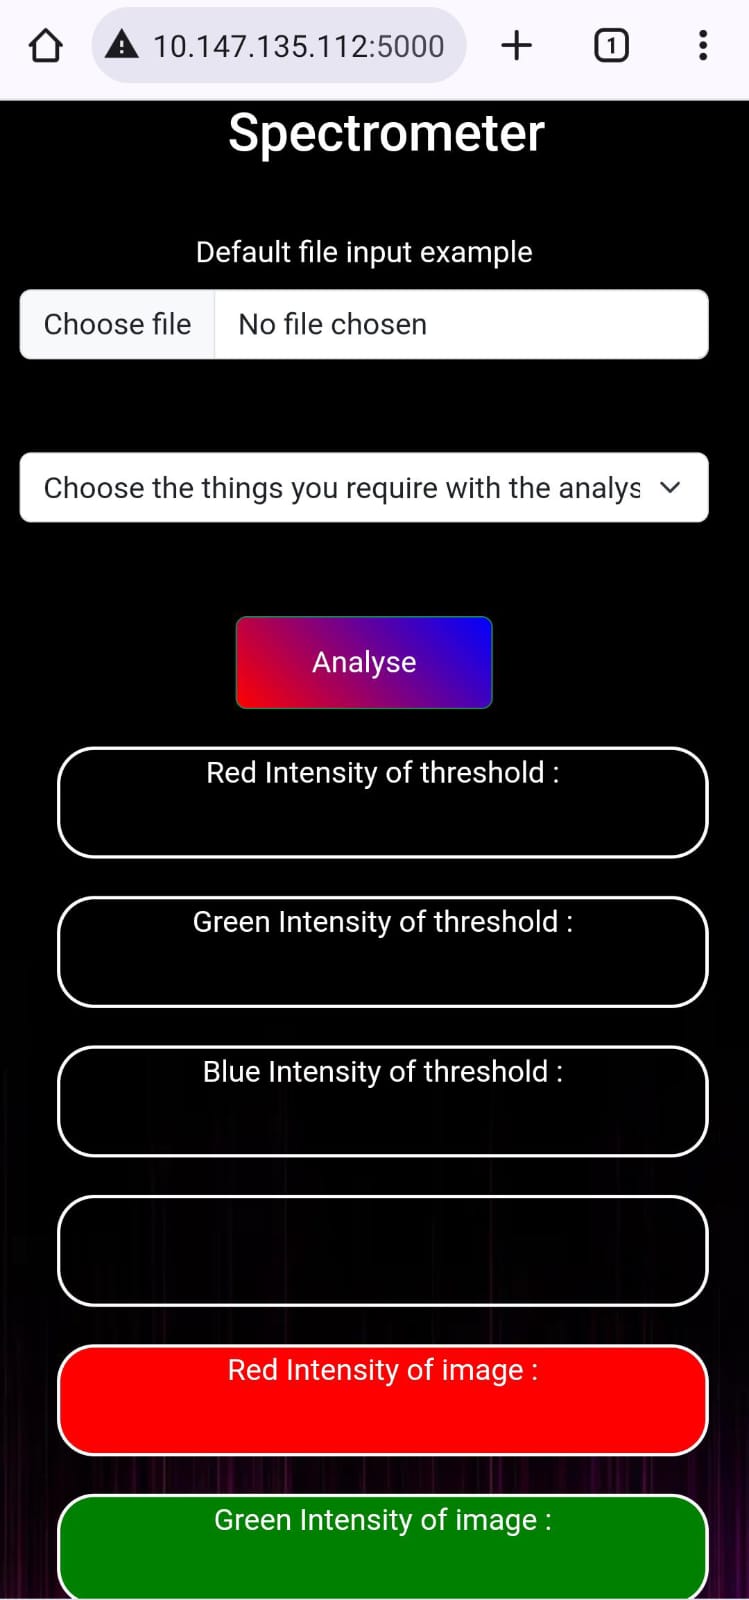 10.147.135.112:5000
1
Spectrometer
Default file input example
Choose file No file chosen
Choose the things you require with the analys
Analyse
Red Intensity of threshold :
Green Intensity of threshold :
Blue Intensity of threshold :
Red Intensity of image :
Green Intensity of image :